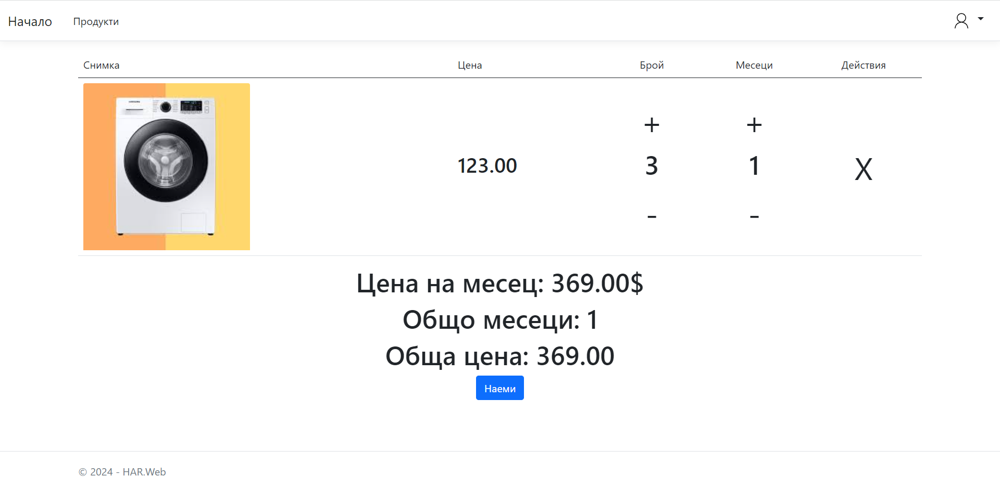 Начало Продукти
Снимка Цена Брой Месеци Действия
SAMSUNG
+ +
123.00 3 1 X
- -
Цена на месец: 369.00$
Общо месеци: 1
Обща цена: 369.00
Наеми
© 2024 - HAR.Web